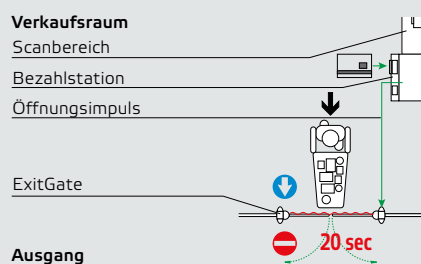 Verkaufsraum
Scanbereich
Bezahlstation
Öffnungsimpuls
ExitGate
20 sec
Ausgang